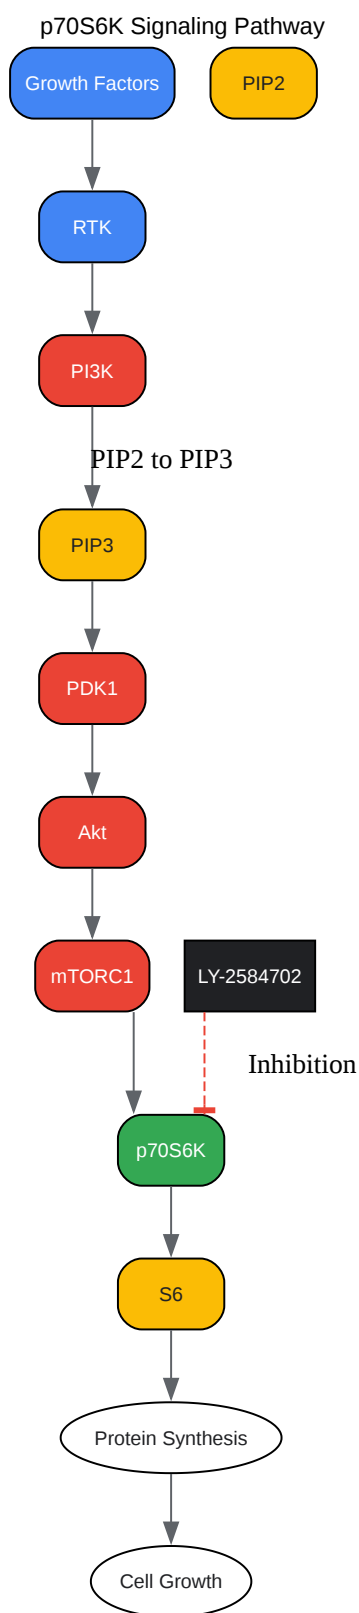 p70S6K Signaling Pathway
Growth Factors
PIP2
RTK
PI3K
PIP2 to PIP3
PIP3
PDK1
Akt
mTORC1
LY-2584702
Inhibition
p70S6K
S6
Protein Synthesis
Cell Growth